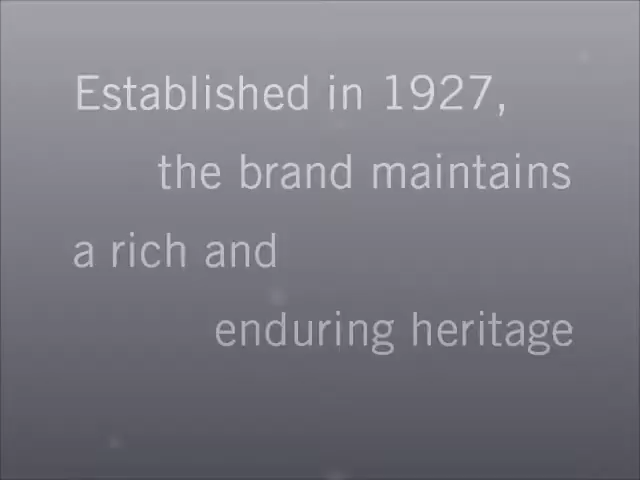 Established in 1927,
the brand maintains
a rich and
enduring heritage